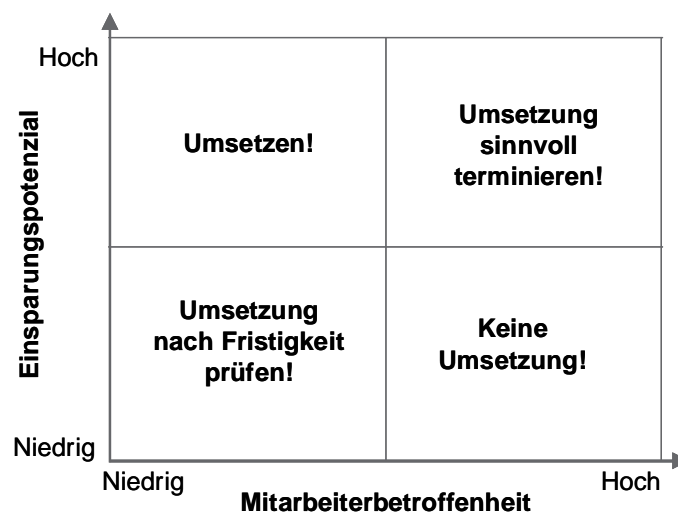 Hoch
Einsparungspotenzial
Umsetzen!
Umsetzung
sinnvoll
terminieren!
Umsetzung
nach Fristigkeit
prüfen!
Keine
Umsetzung!
Niedrig
Niedrig
Hoch
Mitarbeiterbetroffenheit